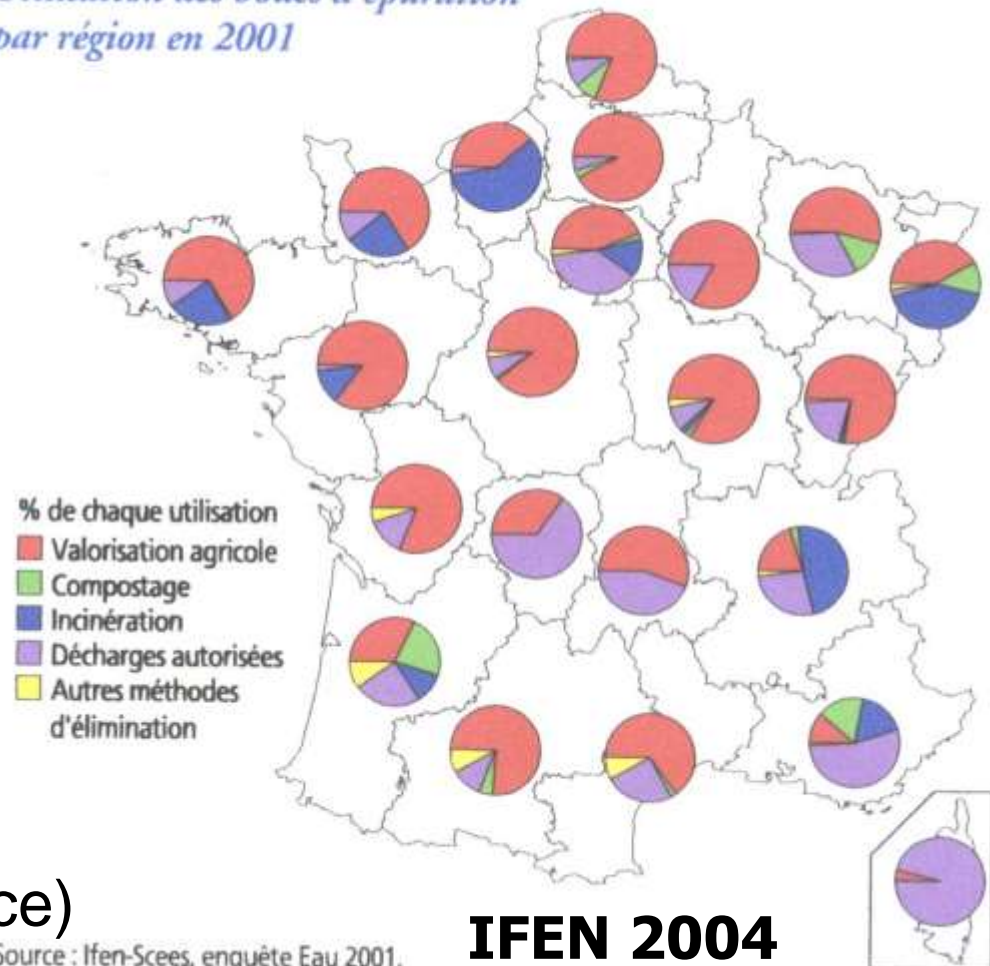 par région en 2001
% de chaque utilisation
Valorisation agricole
Compostage
Incinération
Décharges autorisées
Autres méthodes
d'élimination
ce)
IFEN 2004
Source : Ifen-Scees, enquête Eau 2001.